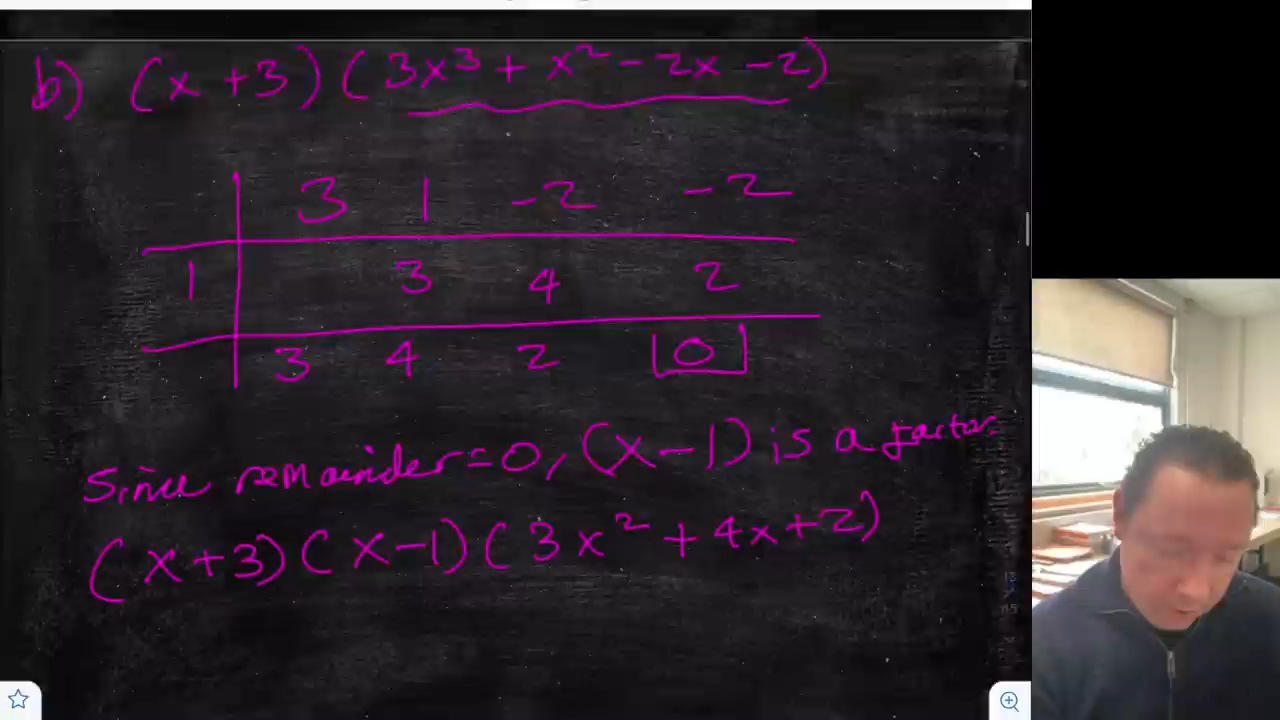 b) (x + 3) (3x³ + x² - 2x - 2)
3 1 -2 -2
1 3 4 2
3 4 2 0
Since remainder = 0, (x - 1) is a factor.
(x + 3) (x - 1) (3x² + 4x + 2)